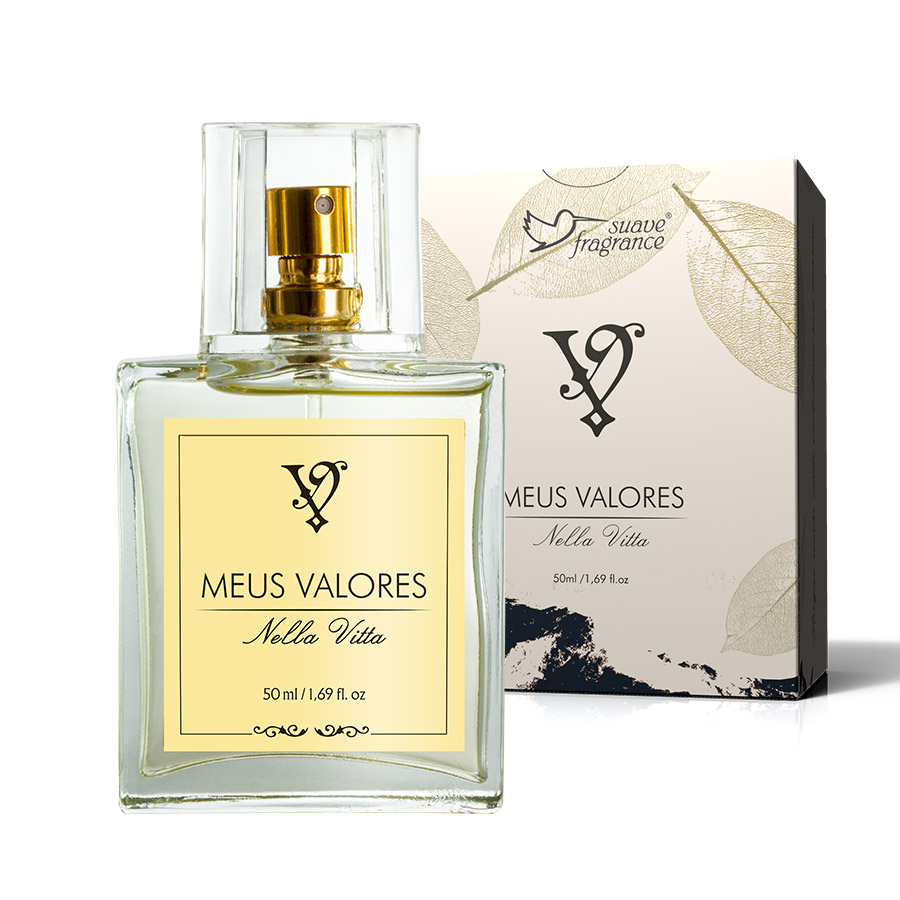 V
MEUS VALORES
Nella Vitta
50 ml / 1,69 fl. oz
suave®
fragrance
V
MEUS VALORES
Nella Vitta
50ml /1,69 fl.oz